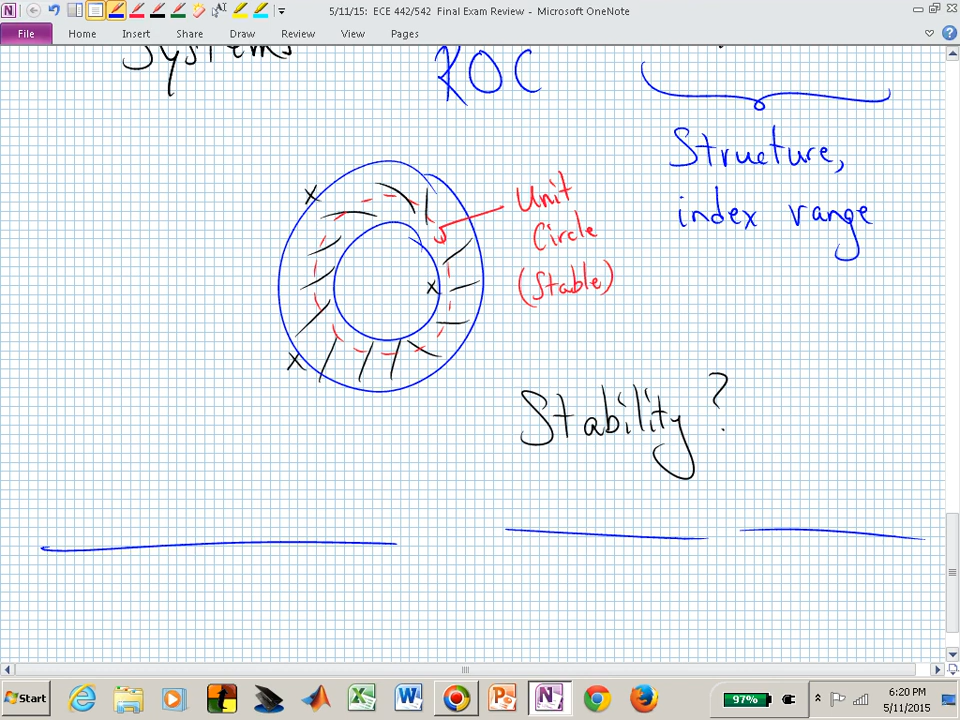 5/11/15: ECE 442/542 Final Exam Review - Microsoft OneNote
File Home Insert Share Draw Review View Pages
Systems
ROC
Structure,
index range
Unit
Circle
(Stable)
x
x
x
Stability?
Start
97%
6:20 PM
5/11/2015